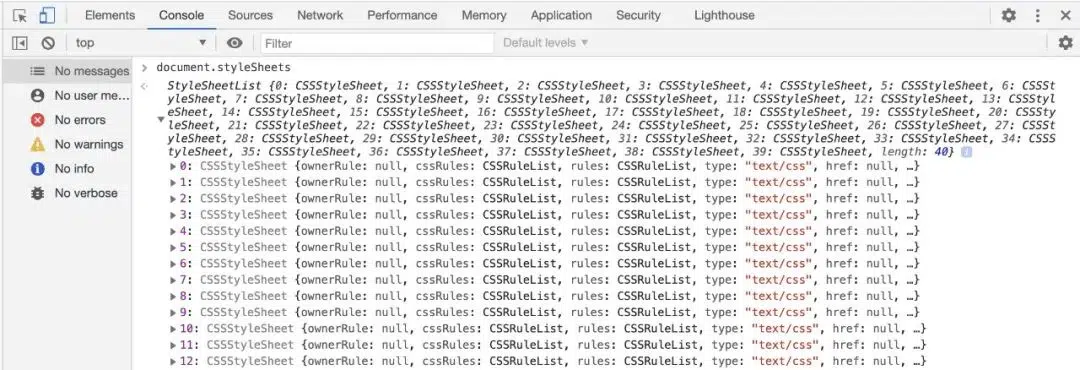 Elements Console Sources Network Performance Memory Application Security Lighthouse
top Filter Default levels
No messages
No user me...
No errors
No warnings
No info
No verbose
document.styleSheets
StyleSheetList {0: CSSStyleSheet, 1: CSSStyleSheet, 2: CSSStyleSheet, 3: CSSStyleSheet, 4: CSSStyleSheet, 5: CSSStyleSheet, 6: CSSSt
yleSheet, 7: CSSStyleSheet, 8: CSSStyleSheet, 9: CSSStyleSheet, 10: CSSStyleSheet, 11: CSSStyleSheet, 12: CSSStyleSheet, 13: CSSSty
leSheet, 14: CSSStyleSheet, 15: CSSStyleSheet, 16: CSSStyleSheet, 17: CSSStyleSheet, 18: CSSStyleSheet, 19: CSSStyleSheet, 20: CSSSt
yleSheet, 21: CSSStyleSheet, 22: CSSStyleSheet, 23: CSSStyleSheet, 24: CSSStyleSheet, 25: CSSStyleSheet, 26: CSSStyleSheet, 27: CSSSt
yleSheet, 28: CSSStyleSheet, 29: CSSStyleSheet, 30: CSSStyleSheet, 31: CSSStyleSheet, 32: CSSStyleSheet, 33: CSSStyleSheet, 34: CSSS
tyleSheet, 35: CSSStyleSheet, 36: CSSStyleSheet, 37: CSSStyleSheet, 38: CSSStyleSheet, 39: CSSStyleSheet, length: 40}
0: CSSStyleSheet {ownerRule: null, cssRules: CSSRuleList, rules: CSSRuleList, type: "text/css", href: null, …}
1: CSSStyleSheet {ownerRule: null, cssRules: CSSRuleList, rules: CSSRuleList, type: "text/css", href: null, …}
2: CSSStyleSheet {ownerRule: null, cssRules: CSSRuleList, rules: CSSRuleList, type: "text/css", href: null, …}
3: CSSStyleSheet {ownerRule: null, cssRules: CSSRuleList, rules: CSSRuleList, type: "text/css", href: null, …}
4: CSSStyleSheet {ownerRule: null, cssRules: CSSRuleList, rules: CSSRuleList, type: "text/css", href: null, …}
5: CSSStyleSheet {ownerRule: null, cssRules: CSSRuleList, rules: CSSRuleList, type: "text/css", href: null, …}
6: CSSStyleSheet {ownerRule: null, cssRules: CSSRuleList, rules: CSSRuleList, type: "text/css", href: null, …}
7: CSSStyleSheet {ownerRule: null, cssRules: CSSRuleList, rules: CSSRuleList, type: "text/css", href: null, …}
8: CSSStyleSheet {ownerRule: null, cssRules: CSSRuleList, rules: CSSRuleList, type: "text/css", href: null, …}
9: CSSStyleSheet {ownerRule: null, cssRules: CSSRuleList, rules: CSSRuleList, type: "text/css", href: null, …}
10: CSSStyleSheet {ownerRule: null, cssRules: CSSRuleList, rules: CSSRuleList, type: "text/css", href: null, …}
11: CSSStyleSheet {ownerRule: null, cssRules: CSSRuleList, rules: CSSRuleList, type: "text/css", href: null, …}
12: CSSStyleSheet {ownerRule: null, cssRules: CSSRuleList, rules: CSSRuleList, type: "text/css", href: null, …}